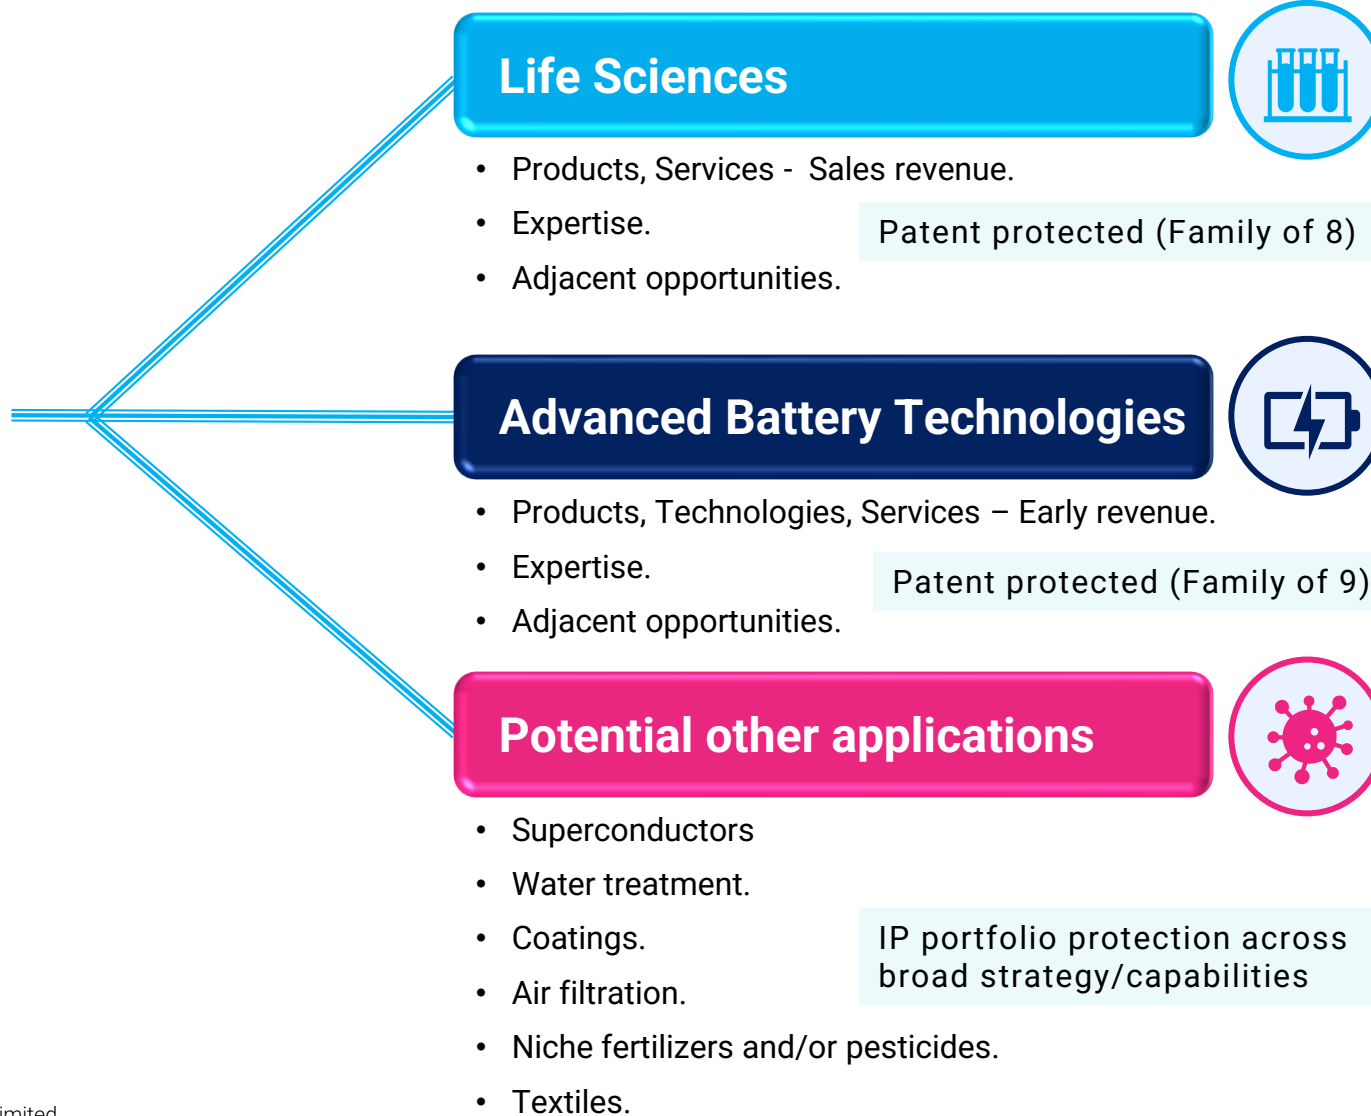 Life Sciences
• Products, Services - Sales revenue.
• Expertise.
Patent protected (Family of 8)
• Adjacent opportunities.
Advanced Battery Technologies
• Products, Technologies, Services – Early revenue.
• Expertise.
Patent protected (Family of 9)
• Adjacent opportunities.
Potential other applications
• Superconductors
• Water treatment.
• Coatings.
IP portfolio protection across
broad strategy/capabilities
• Air filtration.
• Niche fertilizers and/or pesticides.
• Textiles.